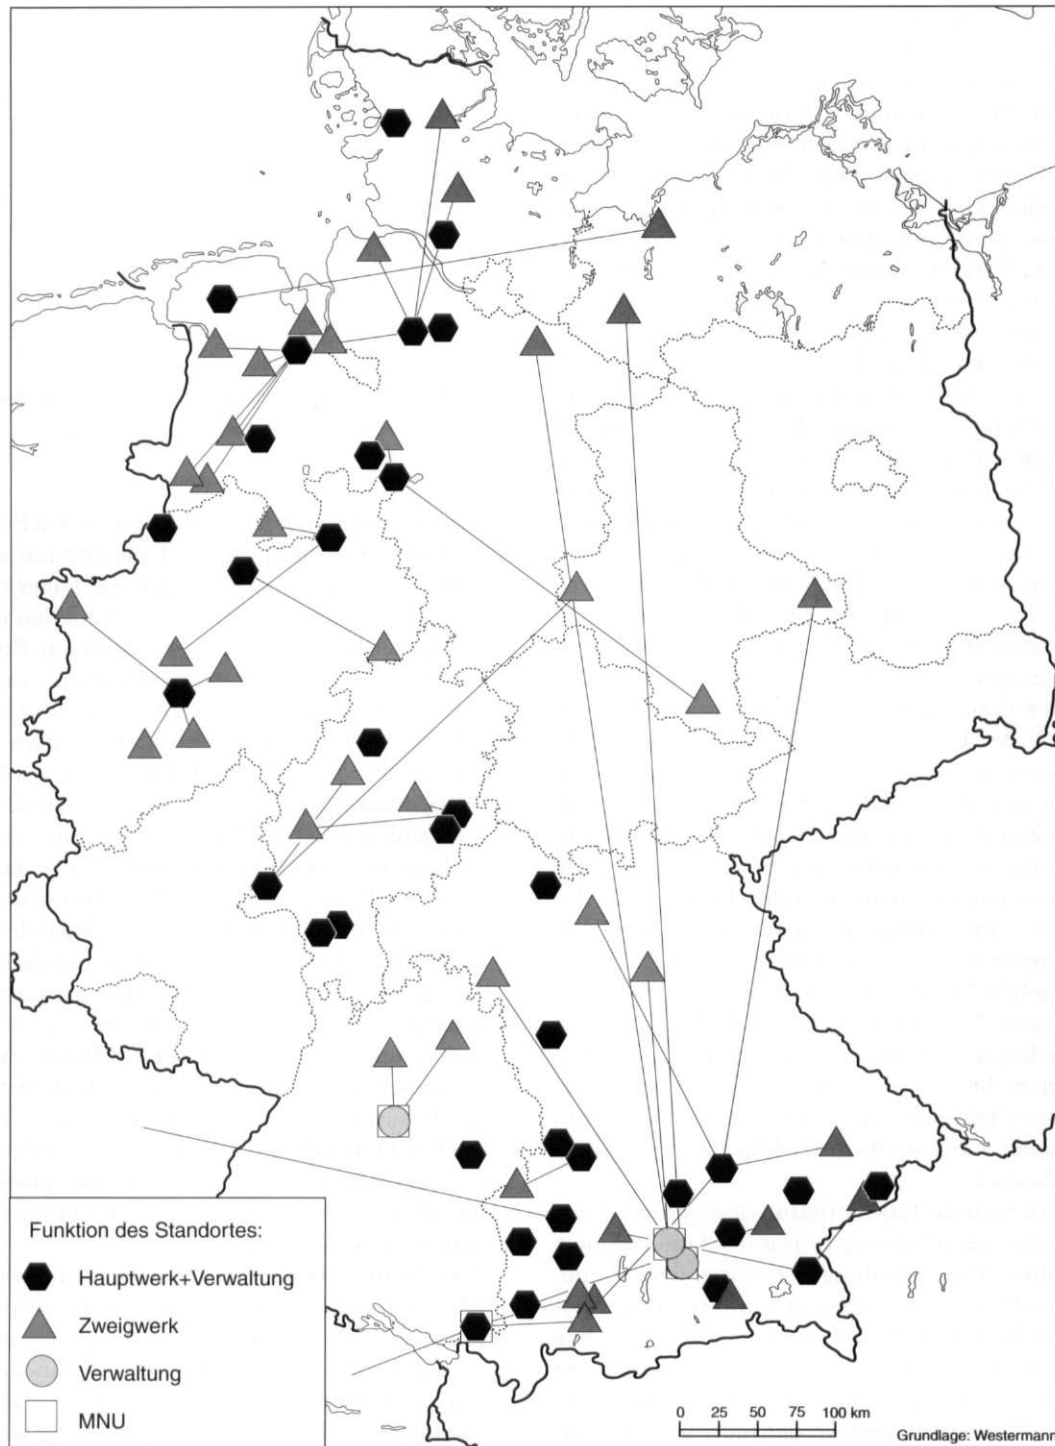 Funktion des Standortes:
Hauptwerk+Verwaltung
Zweigwerk
Verwaltung
MNU
0 25 50 75 100 km
Grundlage: Westermann